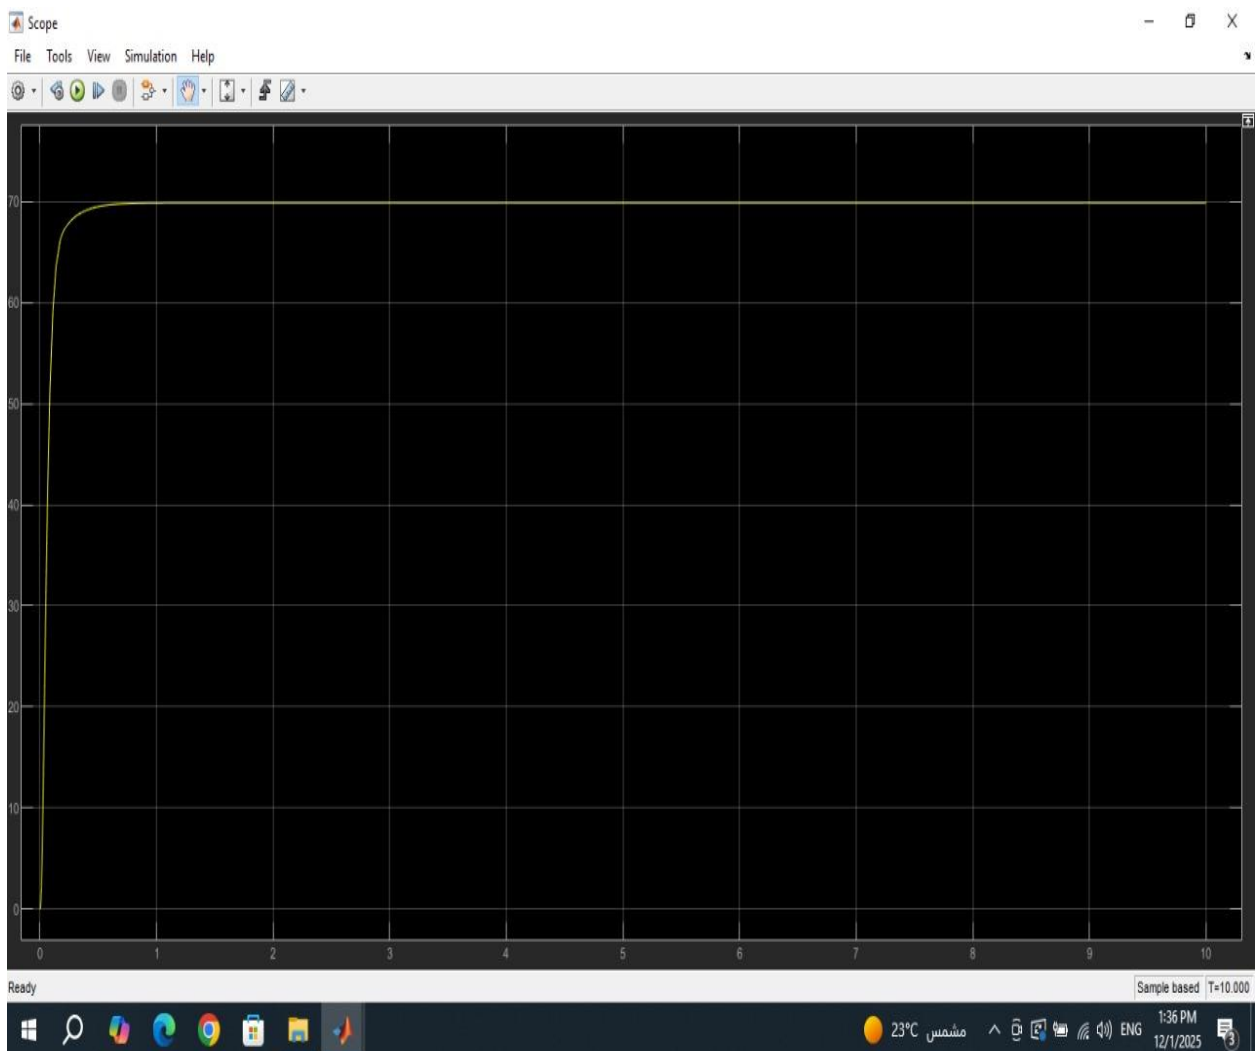 Scope
File Tools View Simulation Help
70
60
50
40
30
20
10
0
0 1 2 3 4 5 6 7 8 9 10
Ready Sample based T=10.000
23°C مشمس ENG 1:36 PM
12/1/2025 3